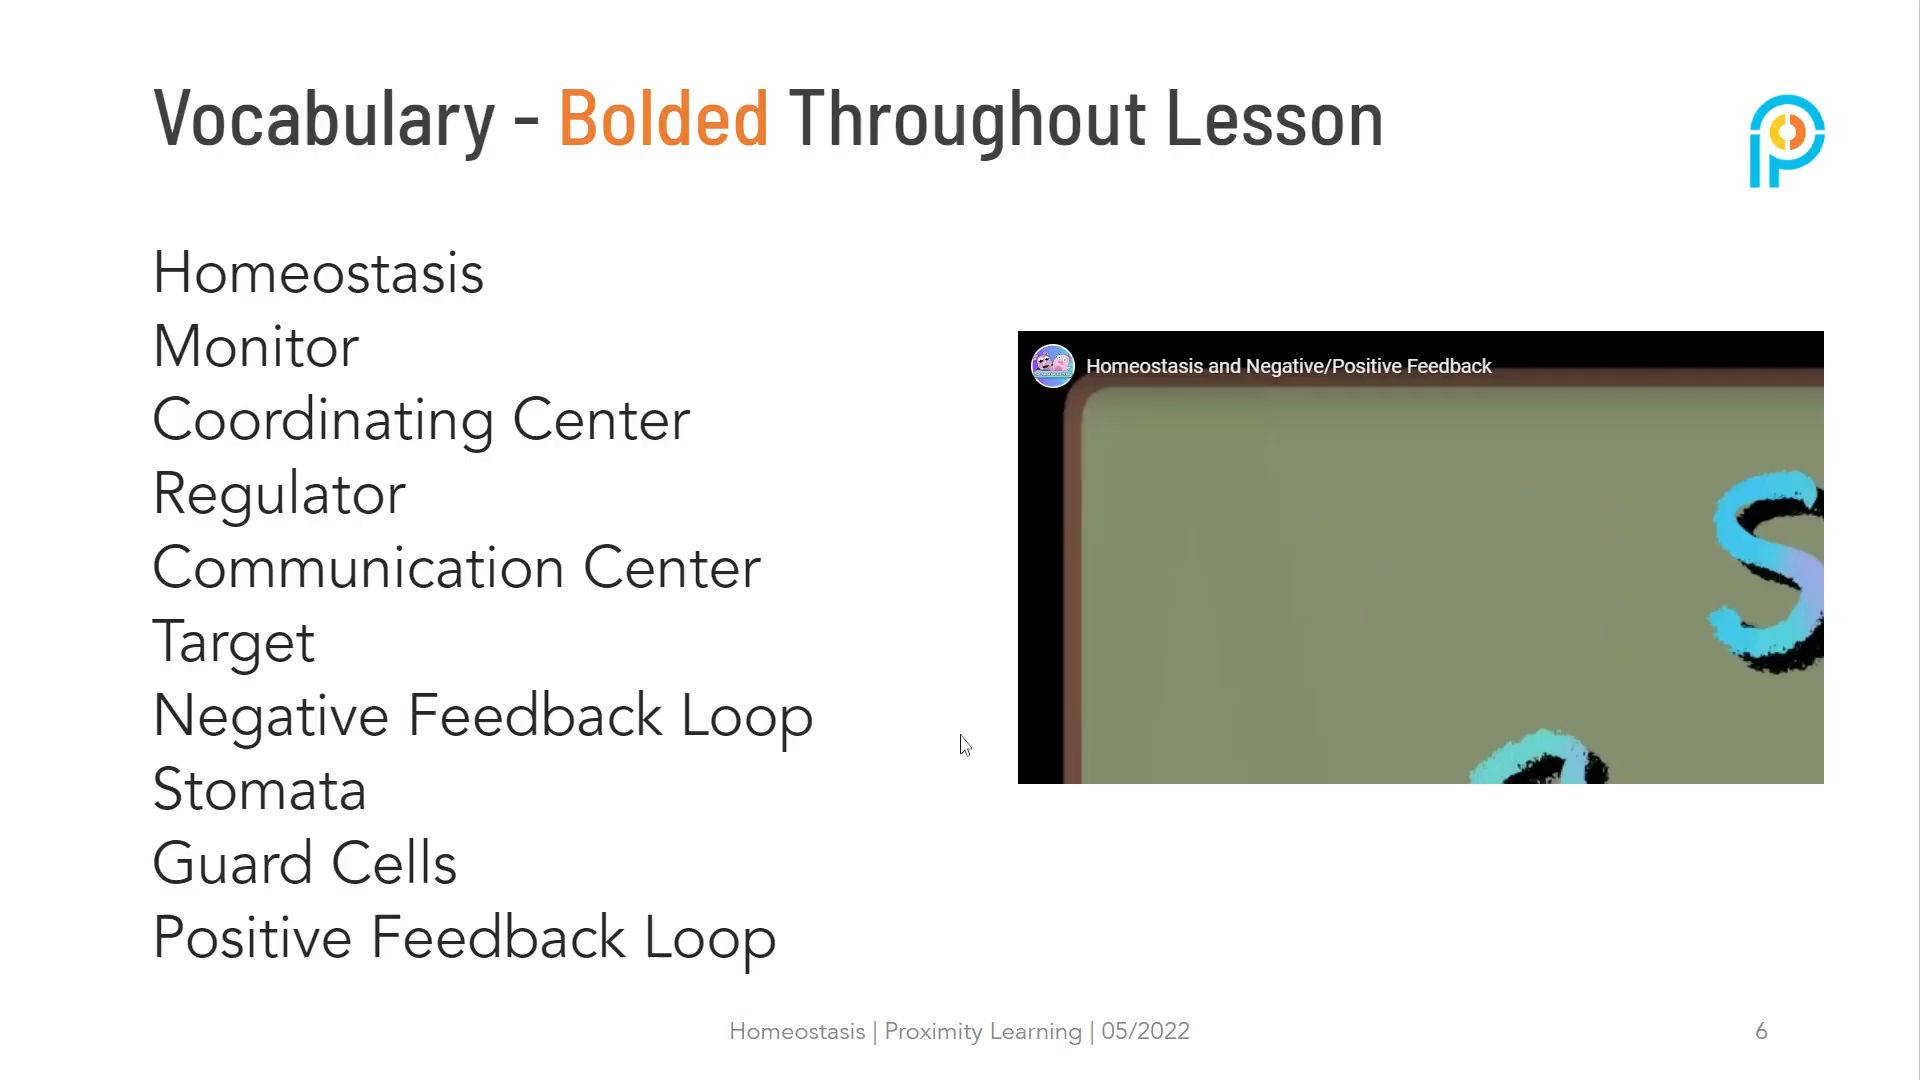 Vocabulary - Bolded Throughout Lesson
Homeostasis
Monitor
Coordinating Center
Regulator
Communication Center
Target
Negative Feedback Loop
Stomata
Guard Cells
Positive Feedback Loop
Homeostasis and Negative/Positive Feedback
S
Homeostasis | Proximity Learning | 05/2022
6